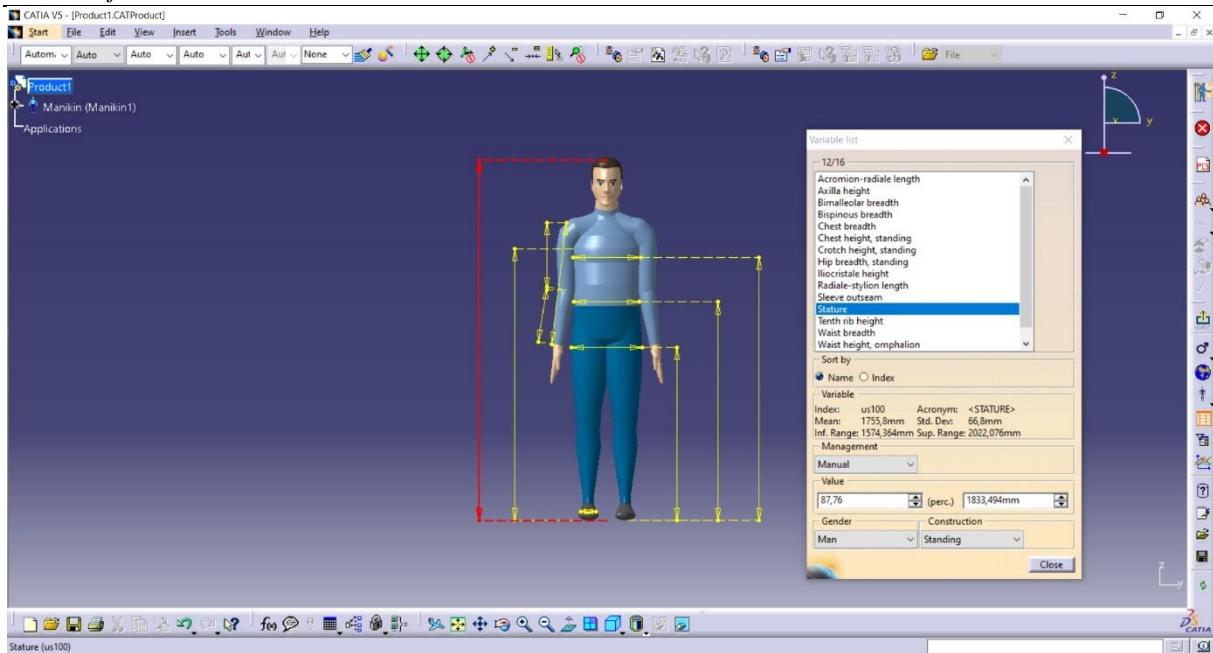 CATIA V5 - [Product1.CATProduct]
Start File Edit View Insert Tools Window Help
Autom Auto Auto Auto Aut Aut None File
Product1
Manikin (Manikin1)
Applications
z
x y
Variable list
12/16
Acromion-radiale length
Axilla height
Bimalleolar breadth
Bispinous breadth
Chest breadth
Chest height, standing
Crotch height, standing
Hip breadth, standing
Iliocristale height
Radiale-stylion length
Sleeve outseam
Stature
Tenth rib height
Waist breadth
Waist height, omphalion
Sort by
Name Index
Variable
Index: us100 Acronym: <STATURE>
Mean: 1755,8mm Std. Dev: 66,8mm
Inf. Range: 1574,364mm Sup. Range: 2022,076mm
Management
Manual
Value
87,76 (perc.) 1833,494mm
Gender Construction
Man Standing
Close
z
y
f(x)
CATIA
Stature (us100)